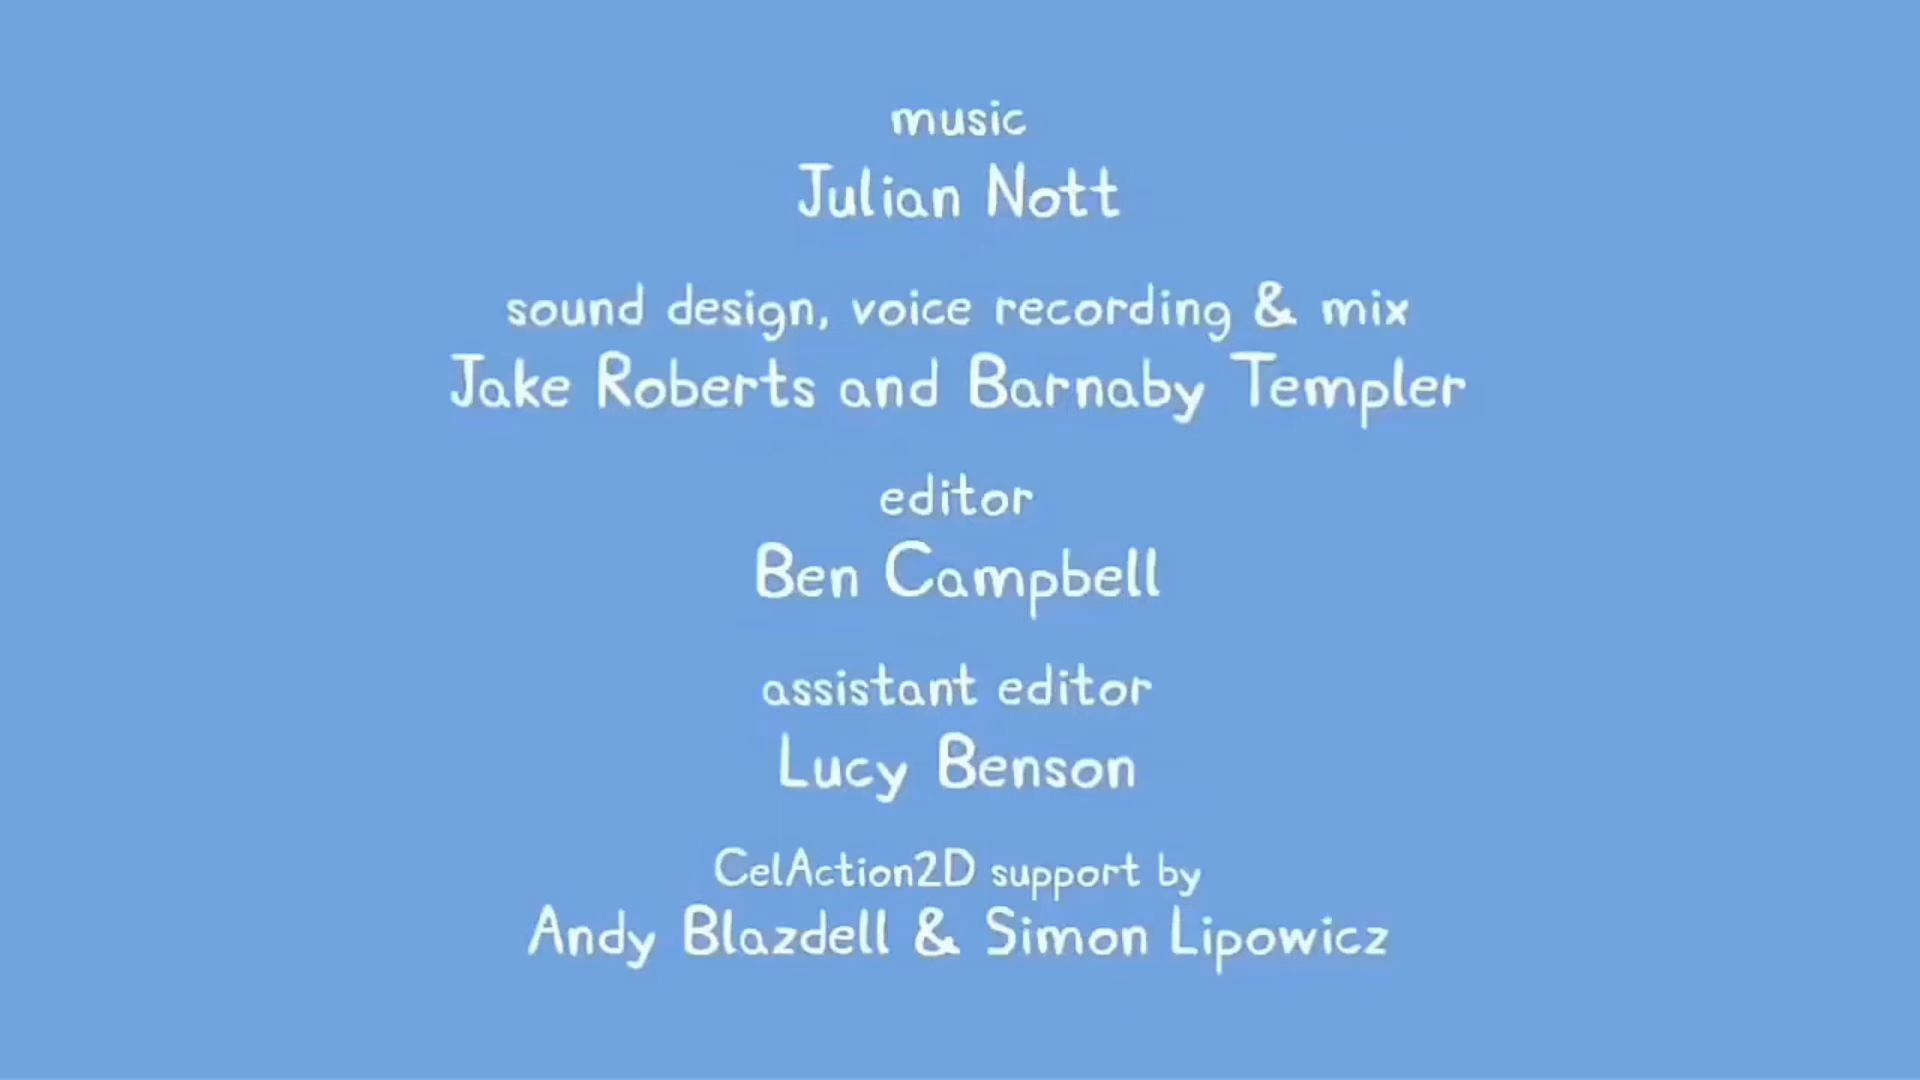 music
Julian Nott
sound design, voice recording & mix
Jake Roberts and Barnaby Templer
editor
Ben Campbell
assistant editor
Lucy Benson
CelAction2D support by
Andy Blazdell & Simon Lipowicz